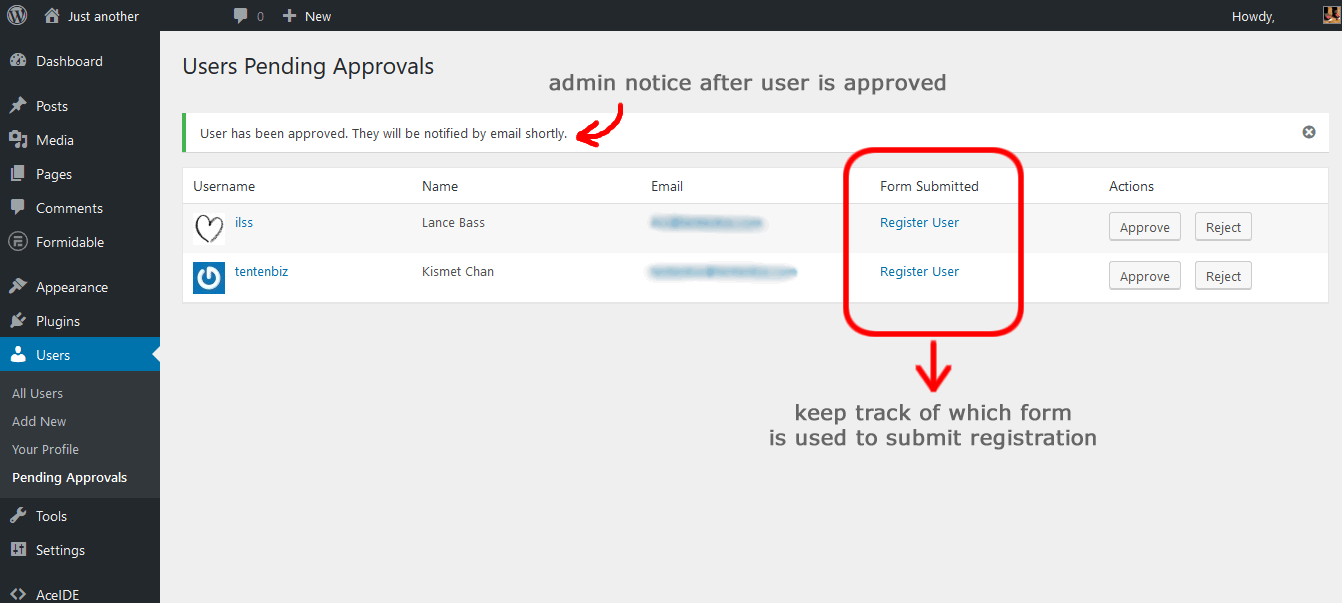 Just another
0
New
Howdy,
Dashboard
Posts
Media
Pages
Comments
Formidable
Appearance
Plugins
Users
All Users
Add New
Your Profile
Pending Approvals
Tools
Settings
AceIDE
Users Pending Approvals
admin notice after user is approved
User has been approved. They will be notified by email shortly.
Username Name Email Form Submitted Actions
ilss Lance Bass Register User Approve Reject
tentenbiz Kismet Chan Register User Approve Reject
keep track of which form
is used to submit registration